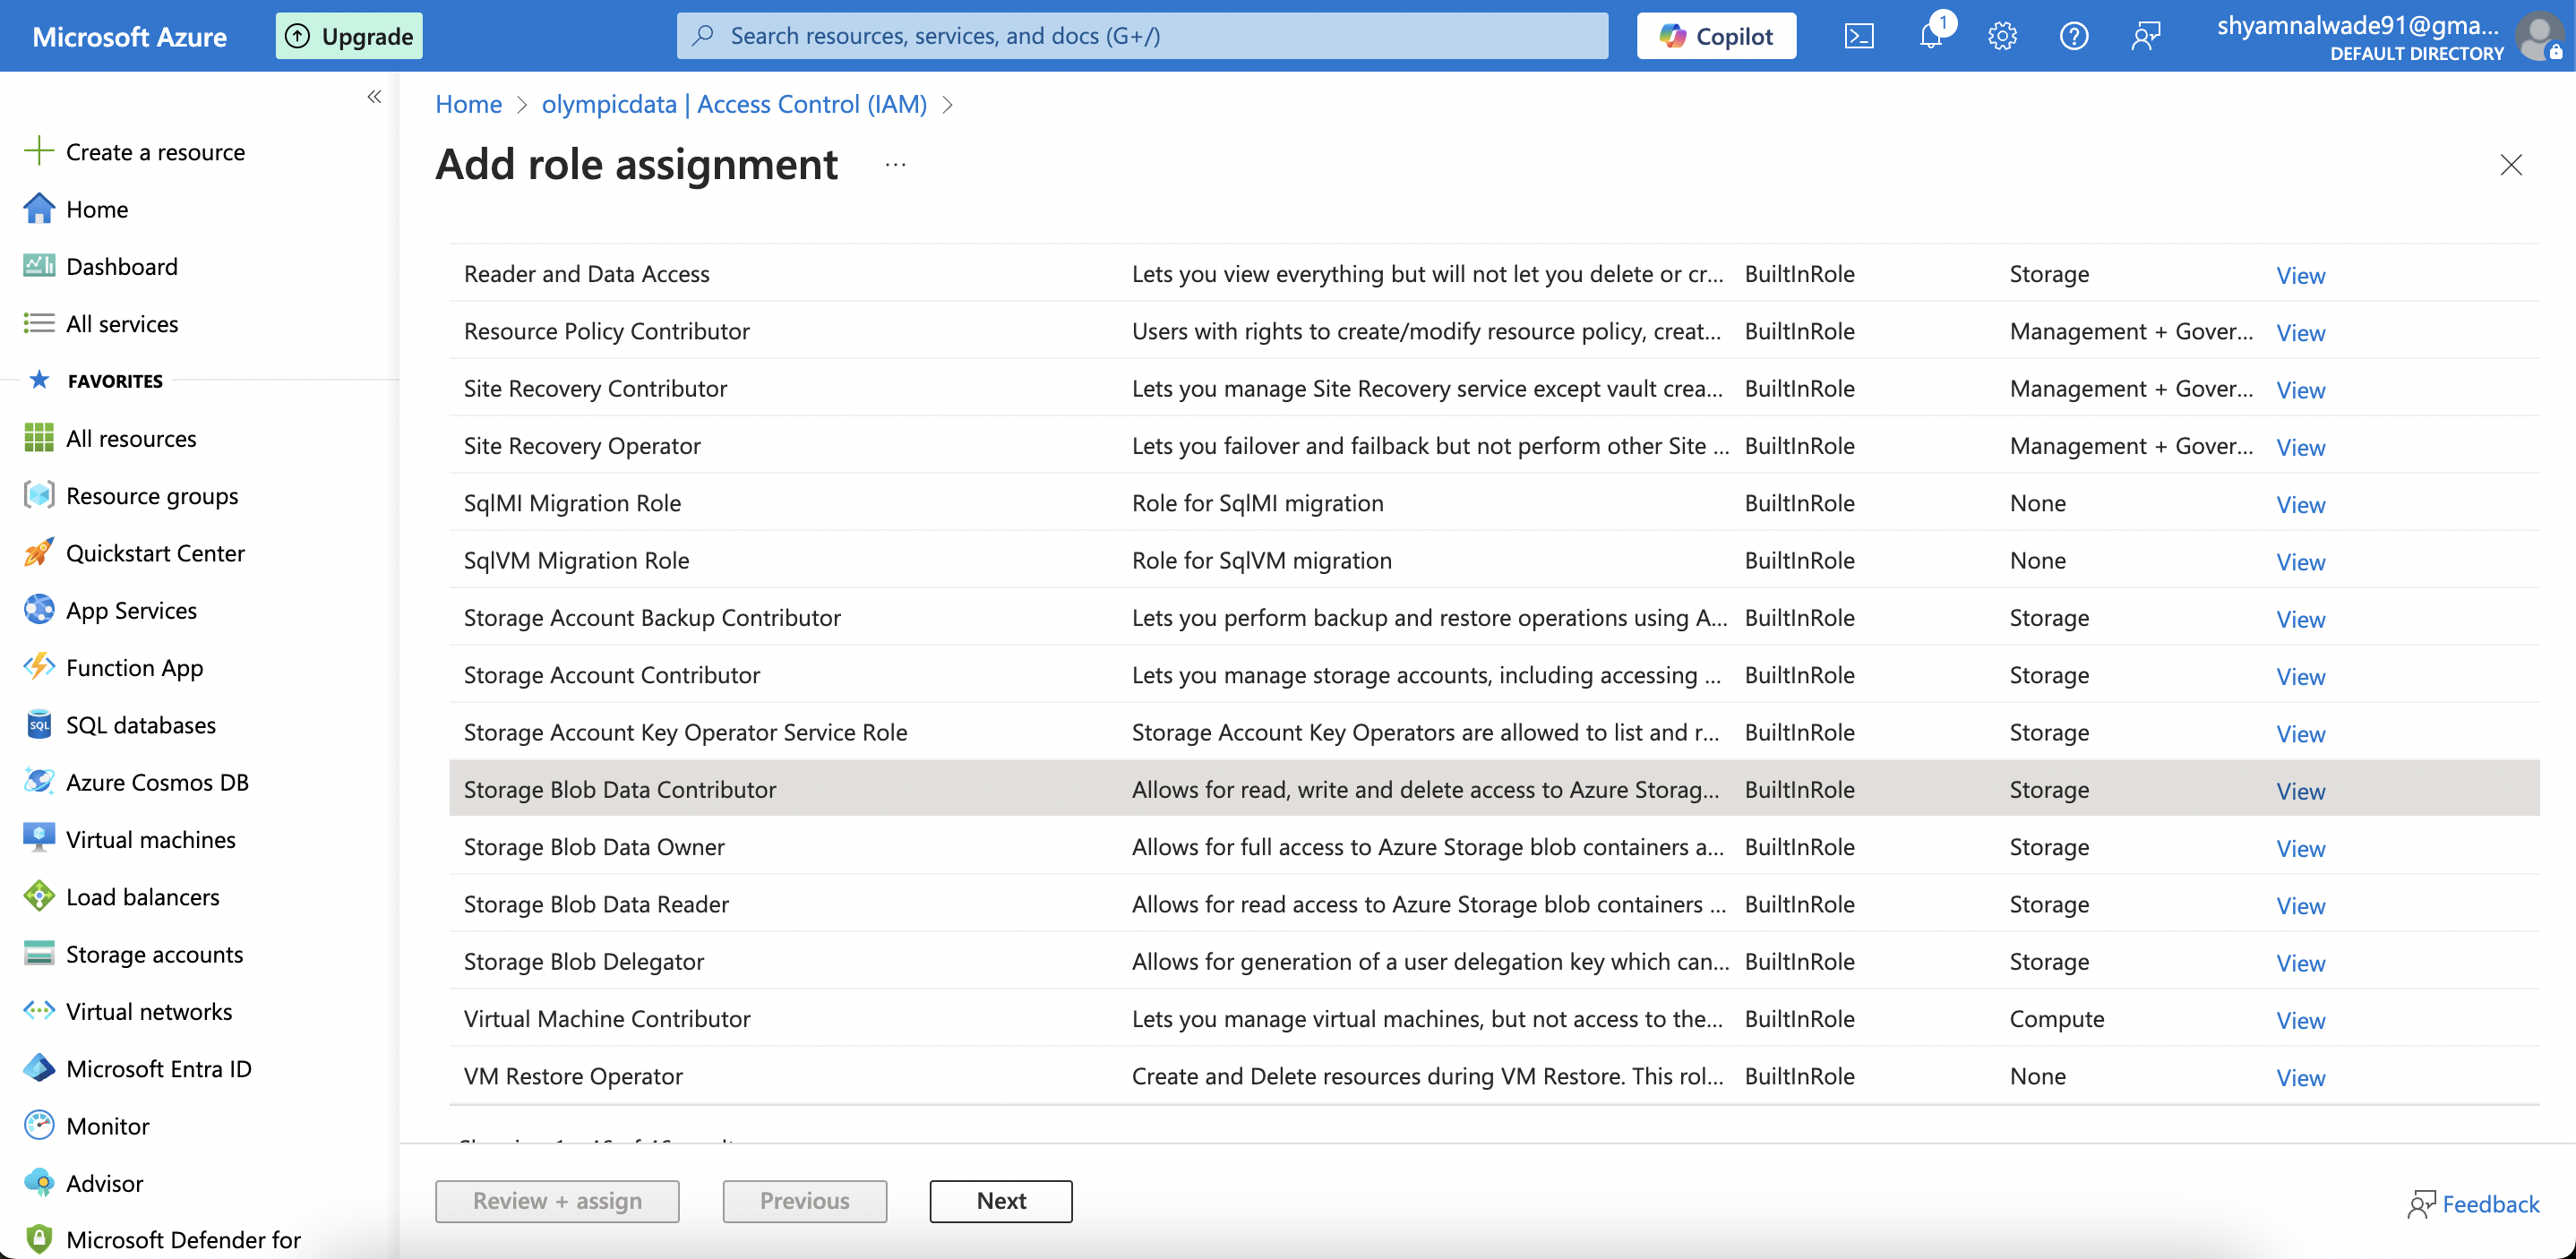 Microsoft Azure
Upgrade
Search resources, services, and docs (G+/)
Copilot
1
shyamnalwade91@gma...
DEFAULT DIRECTORY
Create a resource
Home
Dashboard
All services
FAVORITES
All resources
Resource groups
Quickstart Center
App Services
Function App
SQL databases
Azure Cosmos DB
Virtual machines
Load balancers
Storage accounts
Virtual networks
Microsoft Entra ID
Monitor
Advisor
Microsoft Defender for
Home > olympicdata | Access Control (IAM) >
Add role assignment ...
Reader and Data Access Lets you view everything but will not let you delete or cr... BuiltInRole Storage View
Resource Policy Contributor Users with rights to create/modify resource policy, creat... BuiltInRole Management + Gover... View
Site Recovery Contributor Lets you manage Site Recovery service except vault crea... BuiltInRole Management + Gover... View
Site Recovery Operator Lets you failover and failback but not perform other Site ... BuiltInRole Management + Gover... View
SqlMI Migration Role Role for SqlMI migration BuiltInRole None View
SqlVM Migration Role Role for SqlVM migration BuiltInRole None View
Storage Account Backup Contributor Lets you perform backup and restore operations using A... BuiltInRole Storage View
Storage Account Contributor Lets you manage storage accounts, including accessing ... BuiltInRole Storage View
Storage Account Key Operator Service Role Storage Account Key Operators are allowed to list and r... BuiltInRole Storage View
Storage Blob Data Contributor Allows for read, write and delete access to Azure Storag... BuiltInRole Storage View
Storage Blob Data Owner Allows for full access to Azure Storage blob containers a... BuiltInRole Storage View
Storage Blob Data Reader Allows for read access to Azure Storage blob containers ... BuiltInRole Storage View
Storage Blob Delegator Allows for generation of a user delegation key which can... BuiltInRole Storage View
Virtual Machine Contributor Lets you manage virtual machines, but not access to the... BuiltInRole Compute View
VM Restore Operator Create and Delete resources during VM Restore. This rol... BuiltInRole None View
Review + assign
Previous
Next
Feedback